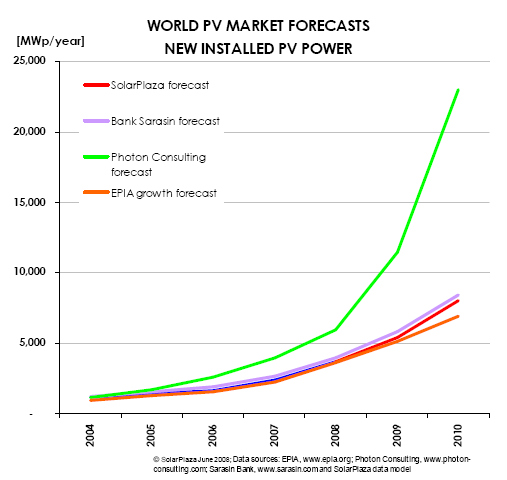 WORLD PV MARKET FORECASTS
[MWp/year]
NEW INSTALLED PV POWER
25,000
SolarPlaza forecast
Bank Sarasin forecast
20,000
Photon Consulting
forecast
EPIA growth forecast
15,000
10,000
5,000
-
2004
2005
2006
2007
2008
2009
2010
© SolarPlaza June 2008; Data sources: EPIA, www.epia.org; Photon Consulting, www.photon-
consulting.com; Sarasin Bank, www.sarasin.com and SolarPlaza data model